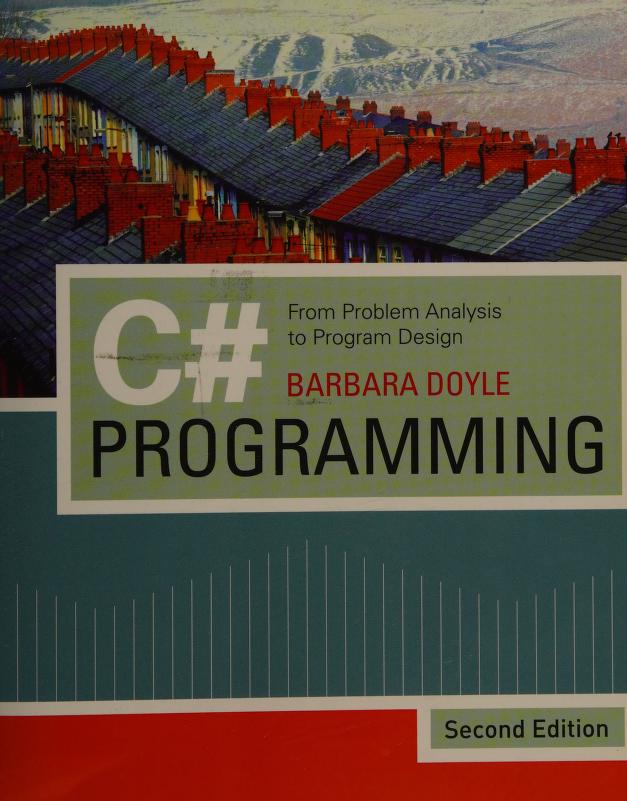 C#
From Problem Analysis
to Program Design
BARBARA DOYLE
PROGRAMMING
Second Edition